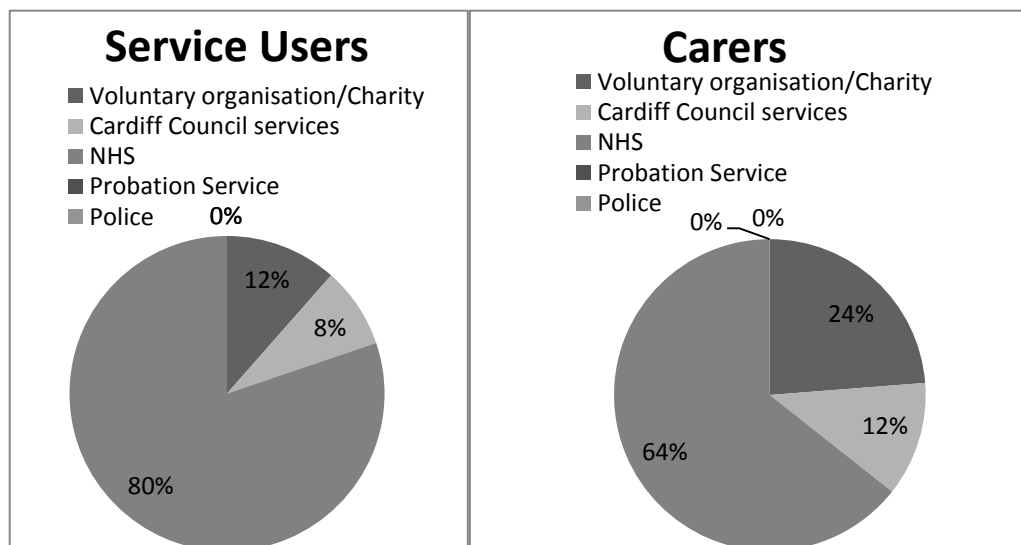 Service Users
Voluntary organisation/Charity
Cardiff Council services
NHS
Probation Service
Police
0%
12%
8%
80%
Carers
Voluntary organisation/Charity
Cardiff Council services
NHS
Probation Service
Police
0%
0%
24%
12%
64%